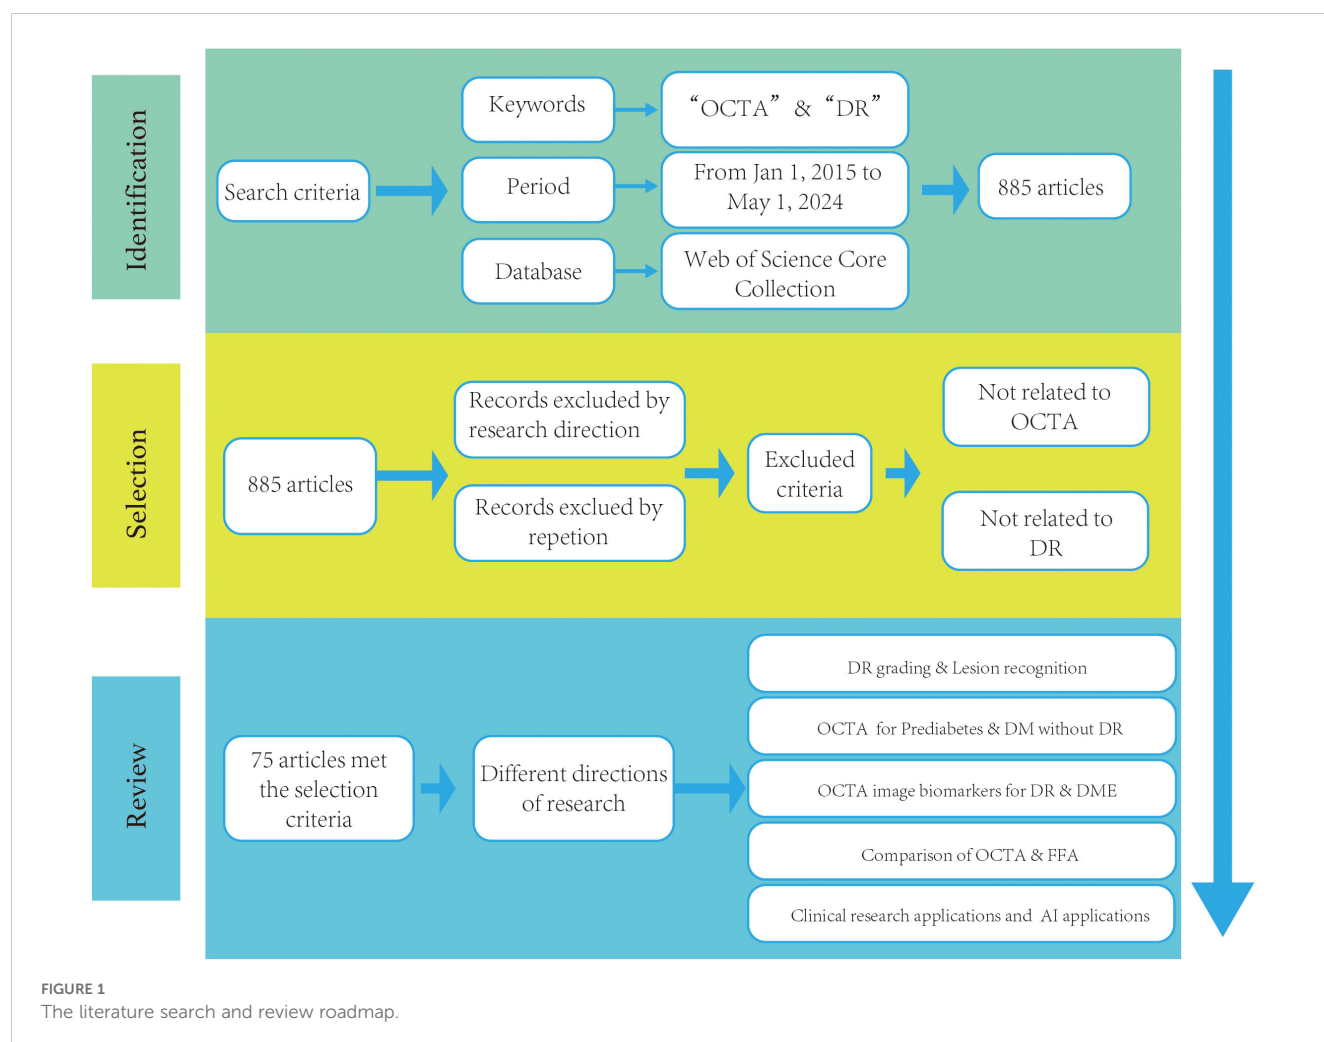 Identification
Search criteria
Keywords
“OCTA” & “DR”
Period
From Jan 1, 2015 to
May 1, 2024
Database
Web of Science Core
Collection
885 articles
Selection
885 articles
Records excluded by
research direction
Records exclued by
repetion
Excluded
criteria
Not related to
OCTA
Not related to
DR
Review
75 articles met
the selection
criteria
Different directions
of research
DR grading & Lesion recognition
OCTA for Prediabetes & DM without DR
OCTA image biomarkers for DR & DME
Comparison of OCTA & FFA
Clinical research applications and AI applications
FIGURE 1
The literature search and review roadmap.